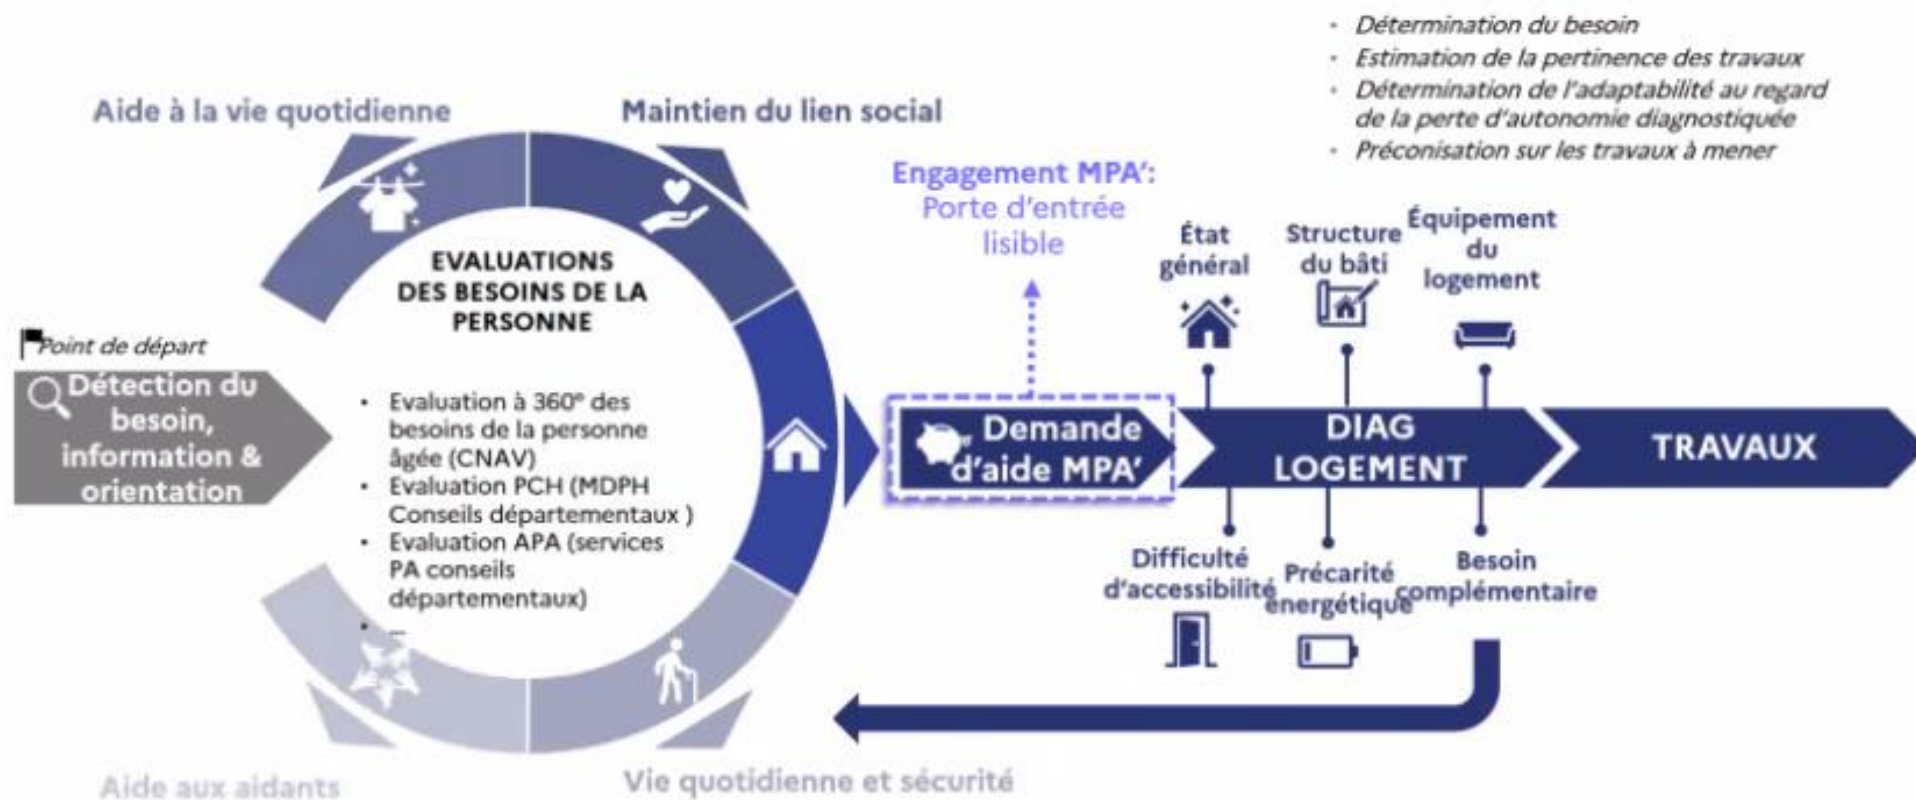 Point de départ
Détection du
besoin,
information &
orientation
Aide à la vie quotidienne
Maintien du lien social
EVALUATIONS
DES BESOINS DE LA
PERSONNE
• Evaluation à 360° des
besoins de la personne
âgée (CNAV)
• Evaluation PCH (MDPH
Conseils départementaux )
• Evaluation APA (services
PA conseils
départementaux)
• ...
Aide aux aidants
Vie quotidienne et sécurité
Engagement MPA':
Porte d'entrée
lisible
Demande
d'aide MPA'
- Détermination du besoin
- Estimation de la pertinence des travaux
- Détermination de l'adaptabilité au regard
de la perte d'autonomie diagnostiquée
- Préconisation sur les travaux à mener
État
général
Structure
du bâti
Équipement
du
logement
DIAG
LOGEMENT
Difficulté
d'accessibilité
Précarité
énergétique
Besoin
complémentaire
TRAVAUX